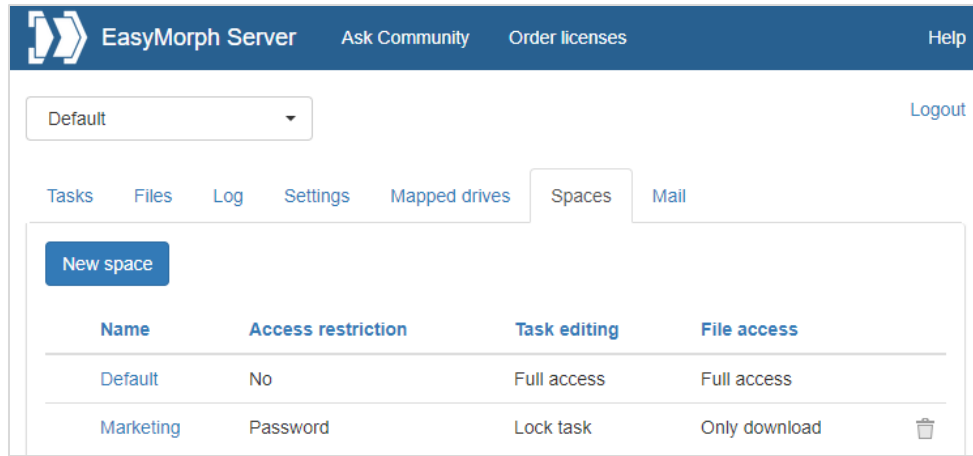 EasyMorph Server Ask Community Order licenses Help
Default Logout
Tasks Files Log Settings Mapped drives Spaces Mail
New space
Name Access restriction Task editing File access
Default No Full access Full access
Marketing Password Lock task Only download